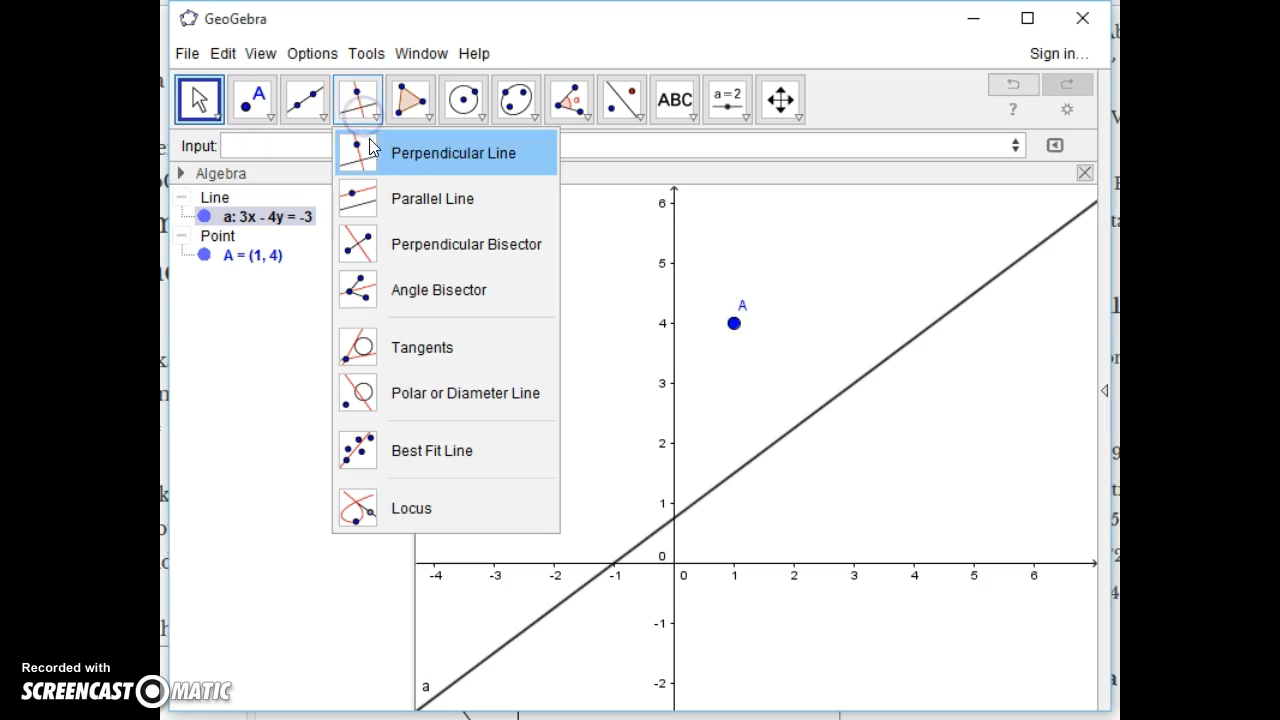 GeoGebra
File Edit View Options Tools Window Help Sign in...
A ABC a=2 ?
α
Input:
Algebra
Line
a: 3x - 4y = -3
Point
A = (1, 4)
Perpendicular Line
Parallel Line
Perpendicular Bisector
Angle Bisector
Tangents
Polar or Diameter Line
Best Fit Line
Locus
6
5
A
4
3
2
1
0
-4 -3 -2 -1 0 1 2 3 4 5 6
-1
a
-2
Recorded with
SCREENCAST MATIC